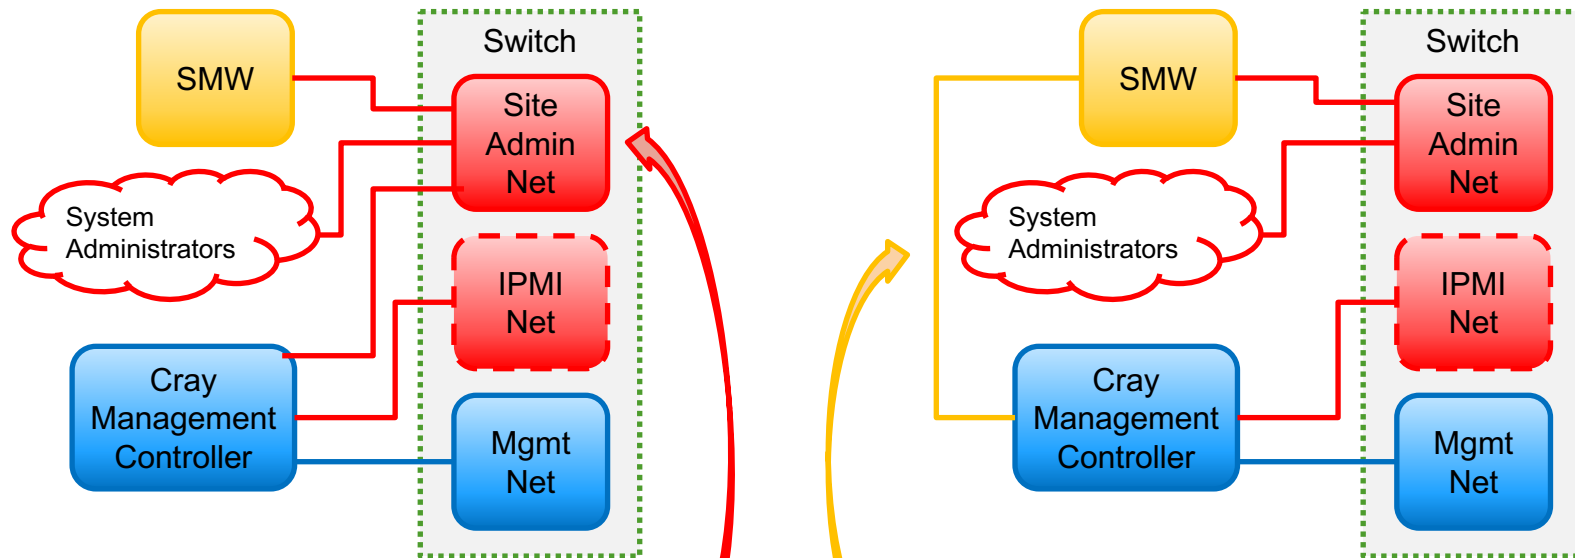 SMW
Switch
Site
Admin
Net
System
Administrators
IPMI
Net
Cray
Management
Controller
Mgmt
Net
SMW
Switch
Site
Admin
Net
System
Administrators
IPMI
Net
Cray
Management
Controller
Mgmt
Net